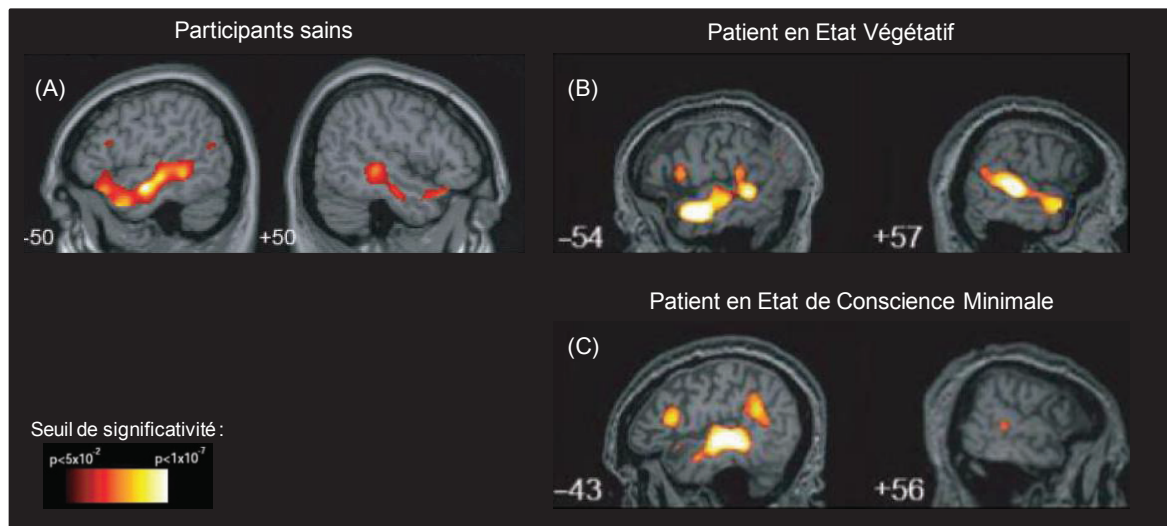 Participants sains
Patient en Etat Végétatif
(A)
(B)
-50
+50
-54
+57
Patient en Etat de Conscience Minimale
(C)
Seuil de significativité :
p<5x10⁻² p<1x10⁻⁷
-43
+56